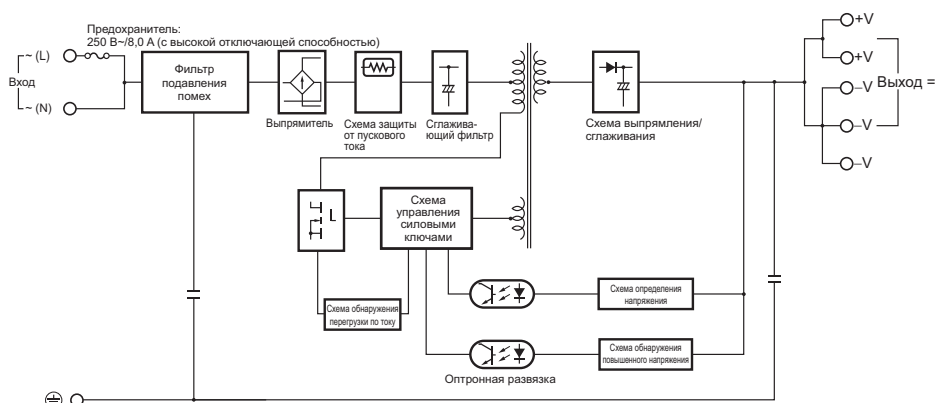 Предохранитель:
250 В~/8,0 А (с высокой отключающей способностью)
~ (L)
Вход
~ (N)
Фильтр
подавления
помех
Выпрямитель
Схема защиты
от пускового
тока
Сглажива-
ющий фильтр
Схема выпрямления/
сглаживания
+V
+V
–V
–V
–V
Выход =
Схема
управления
силовыми
ключами
Схема обнаружения
перегрузки по току
Схема определения
напряжения
Схема обнаружения
повышенного напряжения
Оптронная развязка